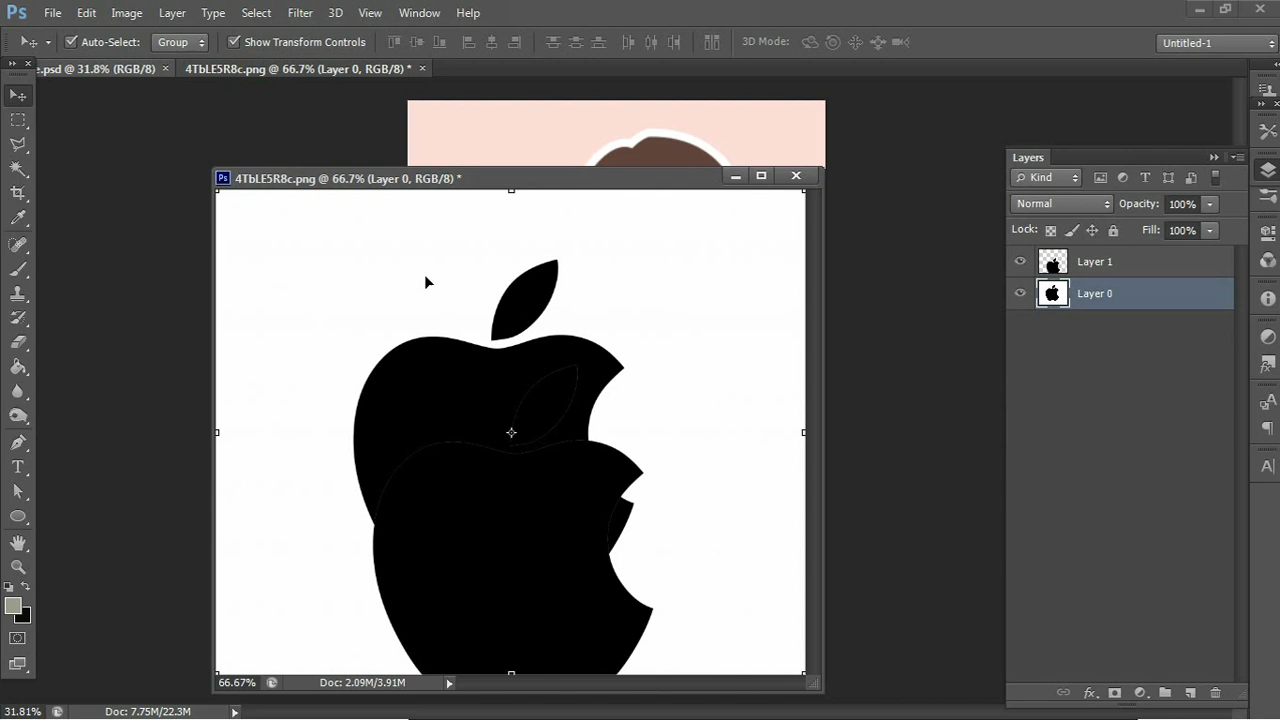 Ps File Edit Image Layer Type Select Filter 3D View Window Help
Auto-Select: Group Show Transform Controls 3D Mode: Untitled-1
e.psd @ 31.8% (RGB/8) × 4TbLE5R8c.png @ 66.7% (Layer 0, RGB/8) * ×
Ps 4TbLE5R8c.png @ 66.7% (Layer 0, RGB/8) *
Layers
Kind
Normal Opacity: 100%
Lock: Fill: 100%
Layer 1
Layer 0
66.67% Doc: 2.09M/3.91M
31.81% Doc: 7.75M/22.3M